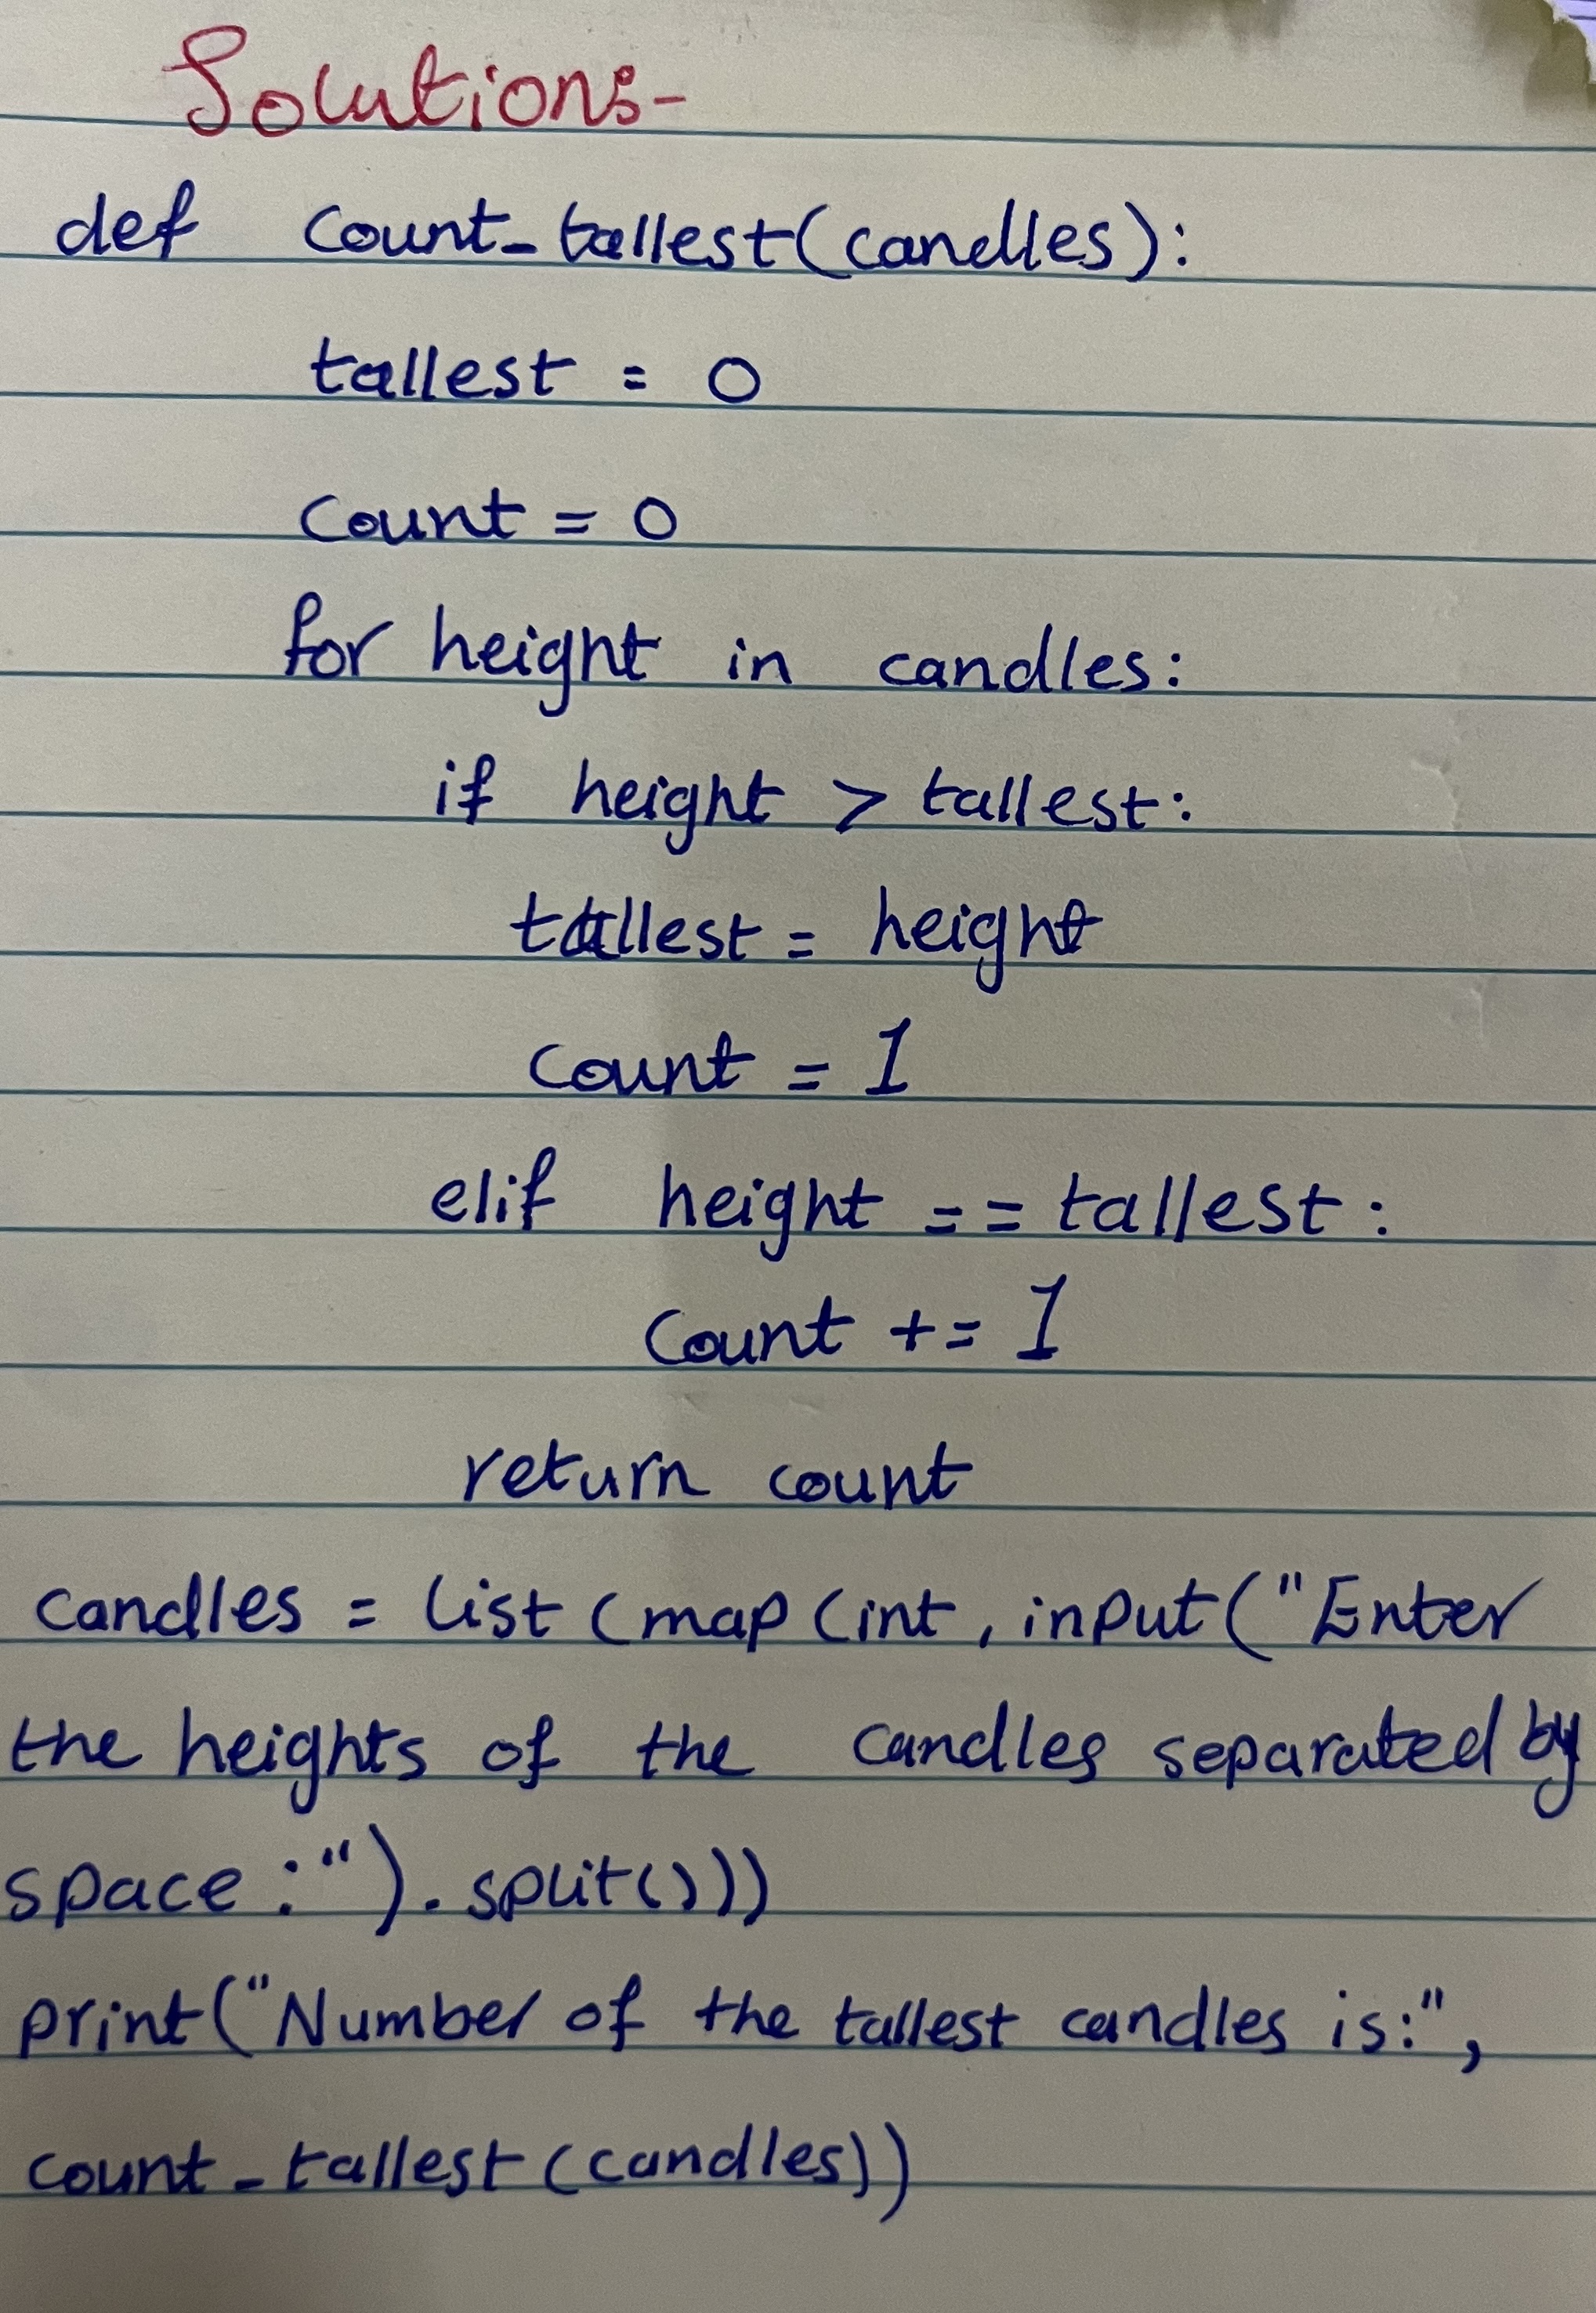 Solutions-
def count_tallest(candles):
tallest = 0
count = 0
for height in candles:
if height > tallest:
tallest = height
count = 1
elif height == tallest:
count += 1
return count
candles = list(map(int, input("Enter
the heights of the candles separated by
space:").split()))
print("Number of the tallest candles is:",
count_tallest(candles))